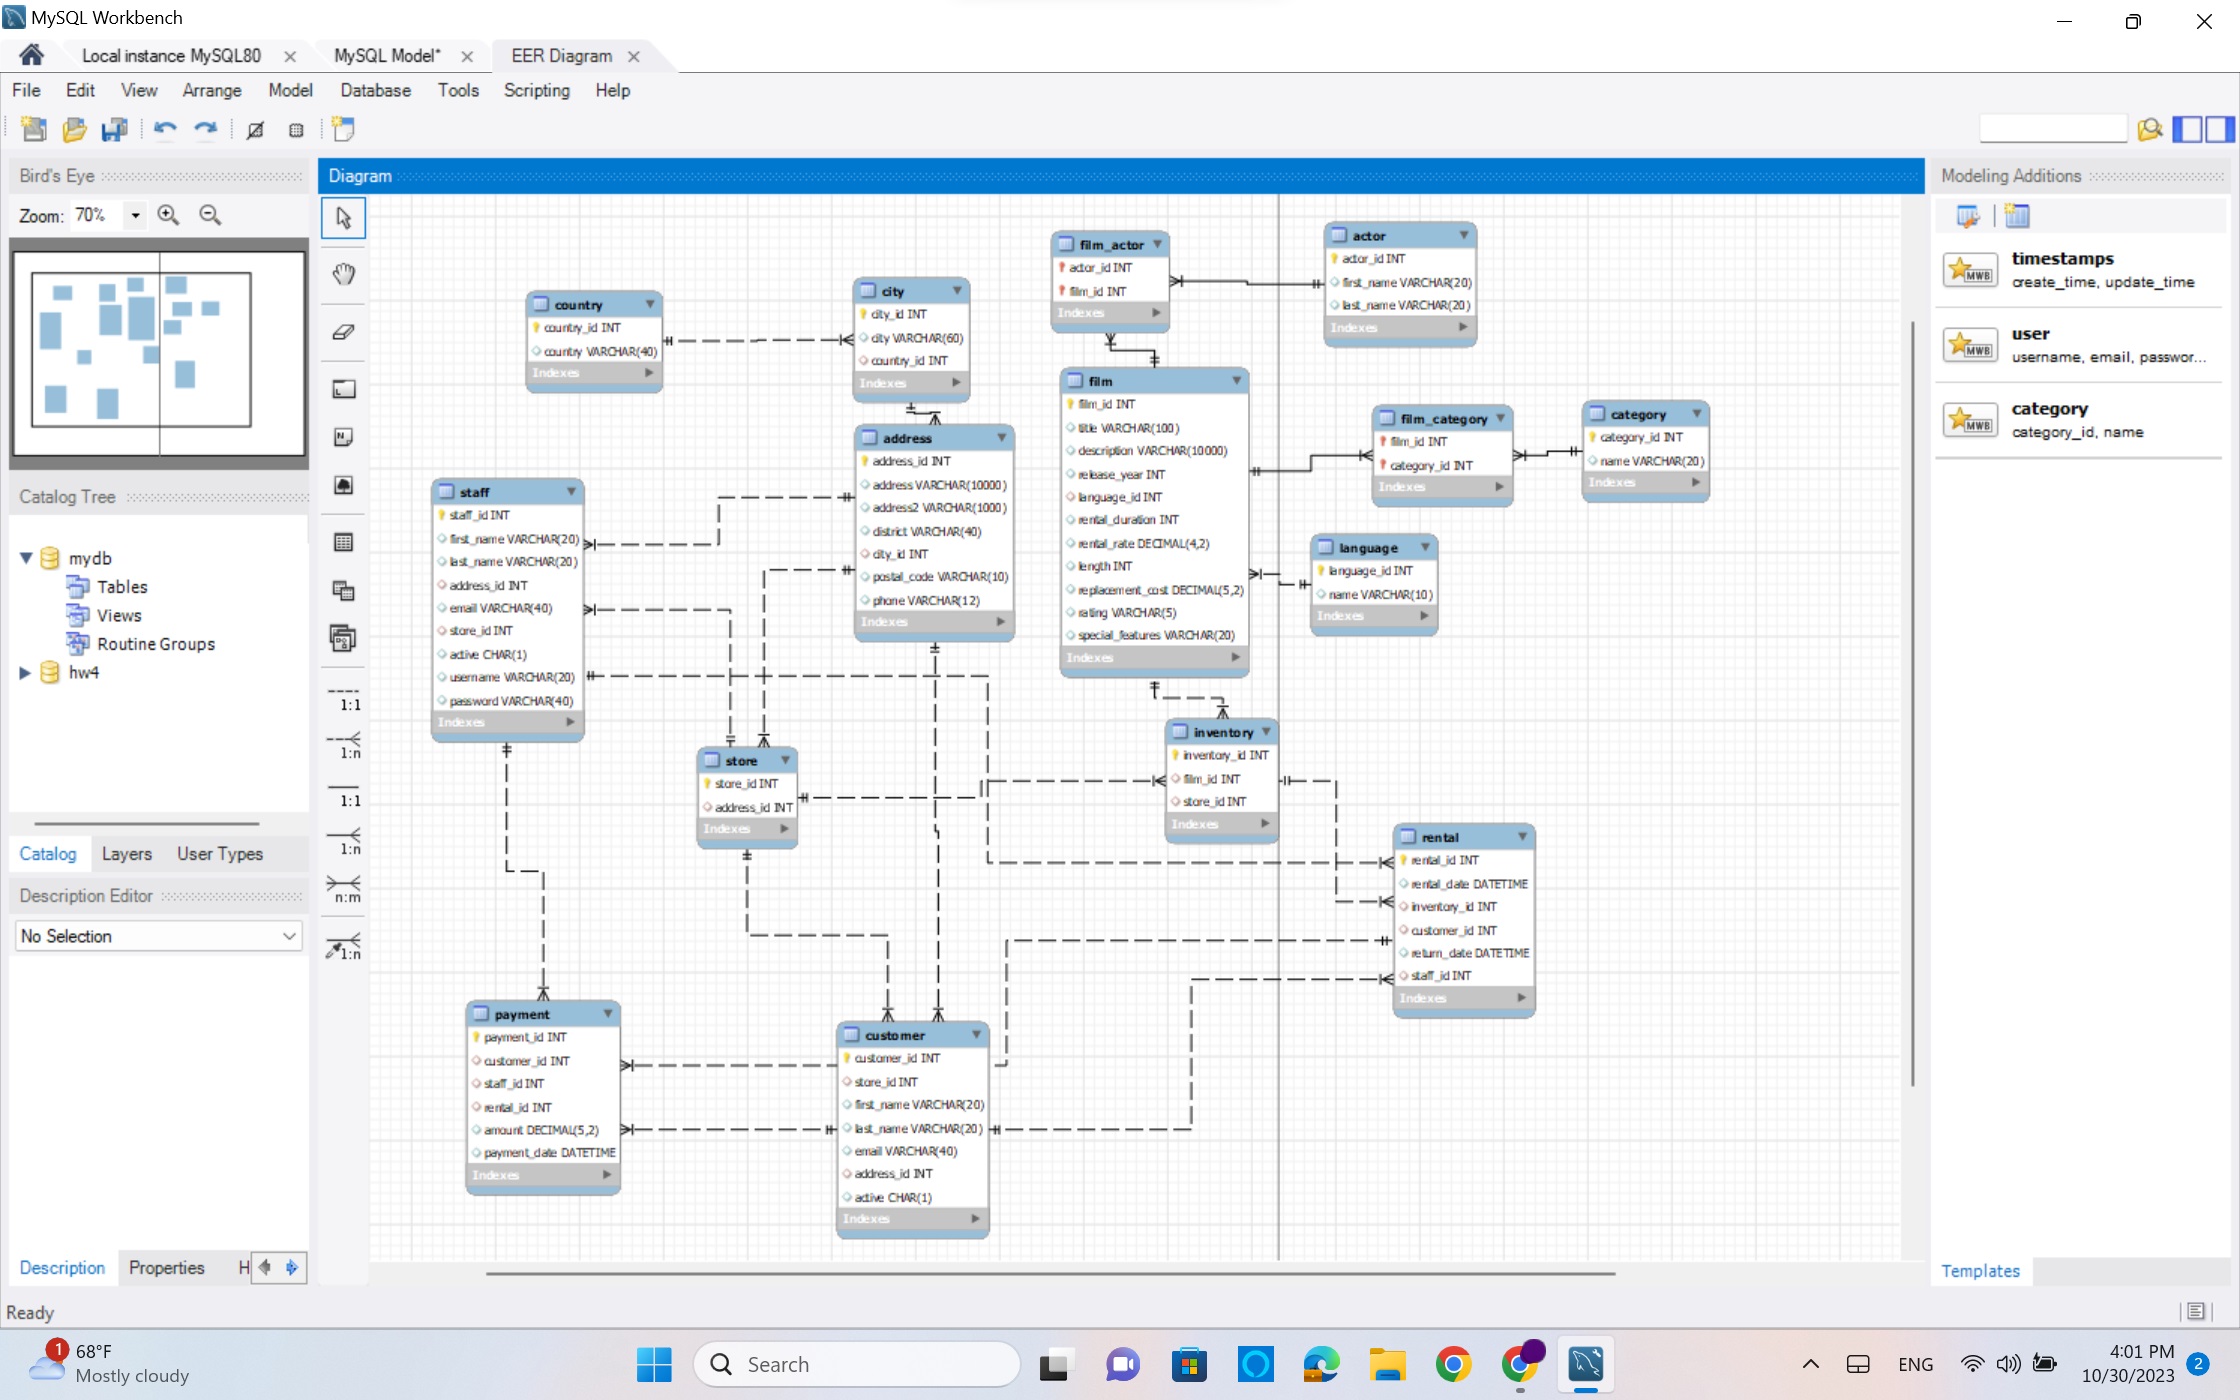 MySQL Workbench
Local instance MySQL80
MySQL Model*
EER Diagram
File Edit View Arrange Model Database Tools Scripting Help
Bird's Eye
Zoom: 70%
Catalog Tree
mydb
Tables
Views
Routine Groups
hw4
Catalog Layers User Types
Description Editor
No Selection
Description Properties H
Ready
Diagram
1:1
1:n
1:1
1:n
n:m
1:n
country
country_id INT
country VARCHAR(40)
Indexes
city
city_id INT
city VARCHAR(60)
country_id INT
Indexes
film_actor
actor_id INT
film_id INT
Indexes
actor
actor_id INT
first_name VARCHAR(20)
last_name VARCHAR(20)
Indexes
address
address_id INT
address VARCHAR(10000)
address2 VARCHAR(1000)
district VARCHAR(40)
city_id INT
postal_code VARCHAR(10)
phone VARCHAR(12)
Indexes
film
film_id INT
title VARCHAR(100)
description VARCHAR(10000)
release_year INT
language_id INT
rental_duration INT
rental_rate DECIMAL(4,2)
length INT
replacement_cost DECIMAL(5,2)
rating VARCHAR(5)
special_features VARCHAR(20)
Indexes
film_category
film_id INT
category_id INT
Indexes
category
category_id INT
name VARCHAR(20)
Indexes
language
language_id INT
name VARCHAR(10)
Indexes
staff
staff_id INT
first_name VARCHAR(20)
last_name VARCHAR(20)
address_id INT
email VARCHAR(40)
store_id INT
active CHAR(1)
username VARCHAR(20)
password VARCHAR(40)
Indexes
store
store_id INT
address_id INT
Indexes
inventory
inventory_id INT
film_id INT
store_id INT
Indexes
rental
rental_id INT
rental_date DATETIME
inventory_id INT
customer_id INT
return_date DATETIME
staff_id INT
Indexes
payment
payment_id INT
customer_id INT
staff_id INT
rental_id INT
amount DECIMAL(5,2)
payment_date DATETIME
Indexes
customer
customer_id INT
store_id INT
first_name VARCHAR(20)
last_name VARCHAR(20)
email VARCHAR(40)
address_id INT
active CHAR(1)
Indexes
Modeling Additions
MWB
timestamps
create_time, update_time
MWB
user
username, email, passwor...
MWB
category
category_id, name
Templates
1
68°F
Mostly cloudy
Search
ENG
4:01 PM
10/30/2023
2